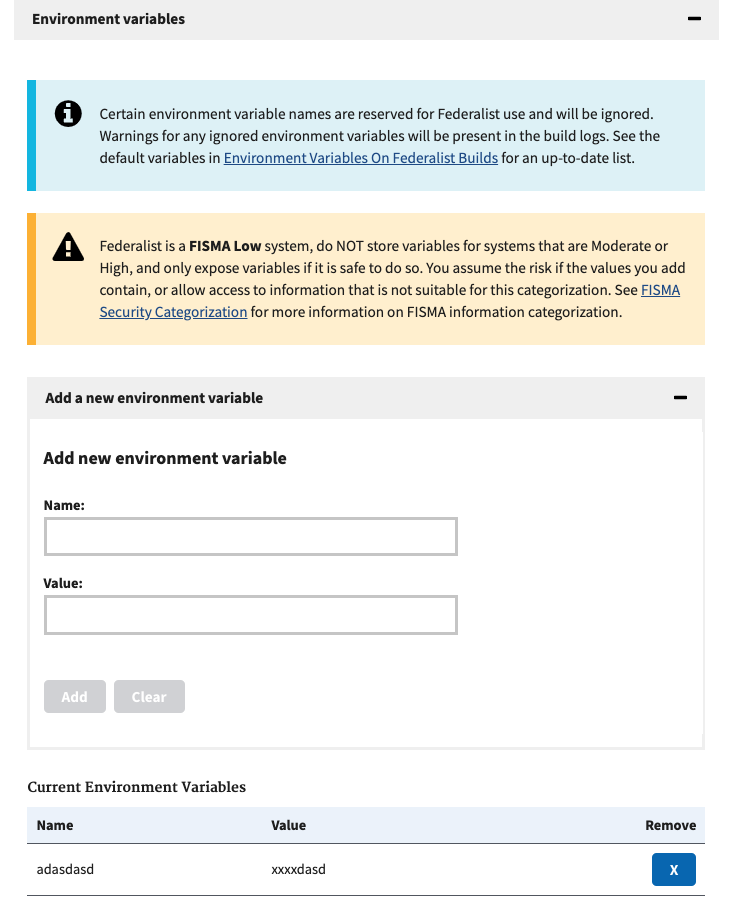 Environment variables
Certain environment variable names are reserved for Federalist use and will be ignored.
Warnings for any ignored environment variables will be present in the build logs. See the
default variables in Environment Variables On Federalist Builds for an up-to-date list.
Federalist is a FISMA Low system, do NOT store variables for systems that are Moderate or
High, and only expose variables if it is safe to do so. You assume the risk if the values you add
contain, or allow access to information that is not suitable for this categorization. See FISMA
Security Categorization for more information on FISMA information categorization.
Add a new environment variable
Add new environment variable
Name:
Value:
Add Clear
Current Environment Variables
Name Value Remove
adasdasd xxxxdasd X